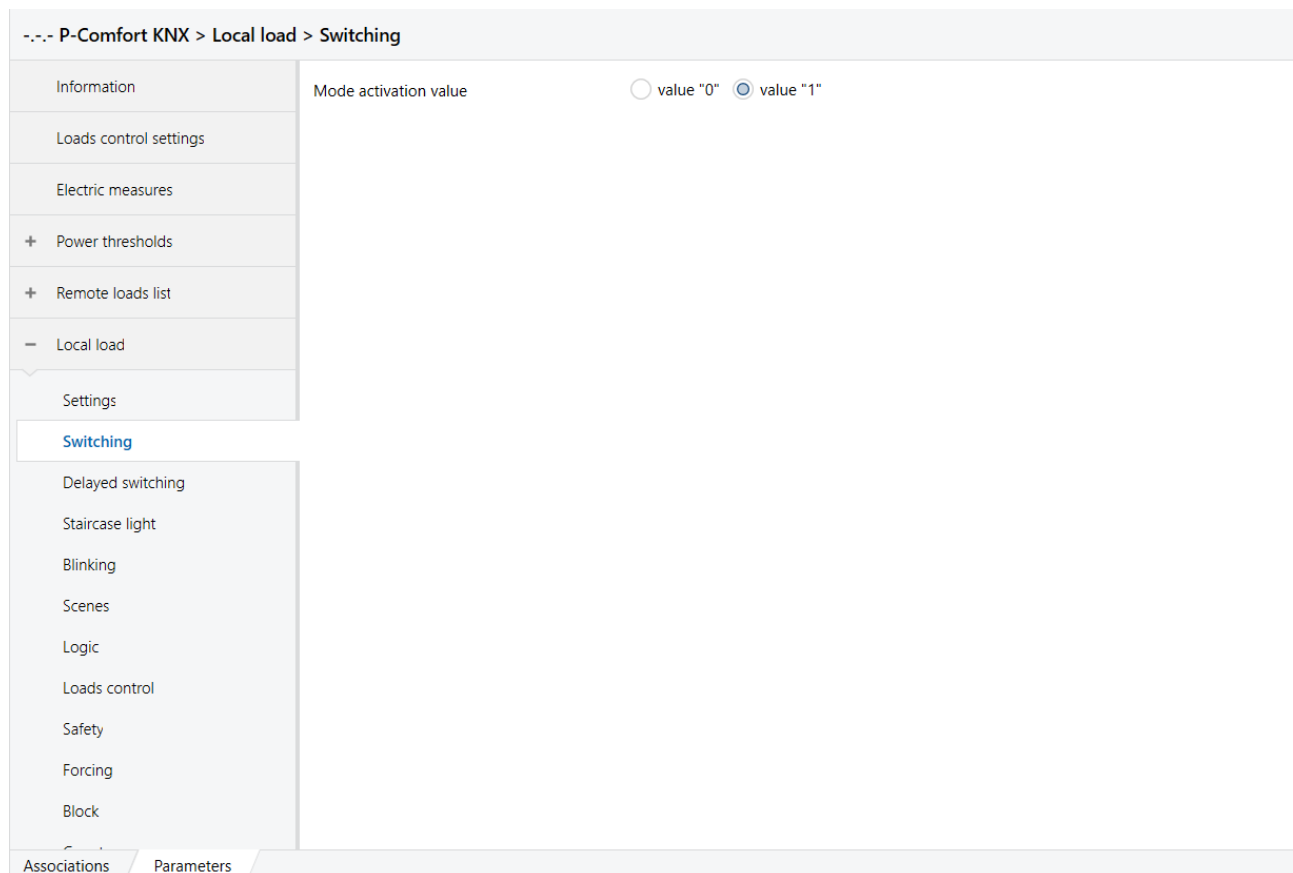 -.-.- P-Comfort KNX > Local load > Switching
Information
Mode activation value value "0" value "1"
Loads control settings
Electric measures
+ Power thresholds
+ Remote loads list
− Local load
Settings
Switching
Delayed switching
Staircase light
Blinking
Scenes
Logic
Loads control
Safety
Forcing
Block
Associations Parameters